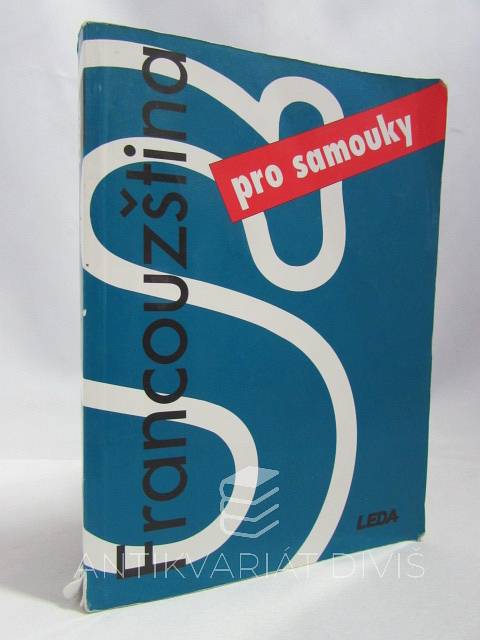 Francouzština
pro samouky
LEDA
ANTIKVARIÁT DIVIŠ